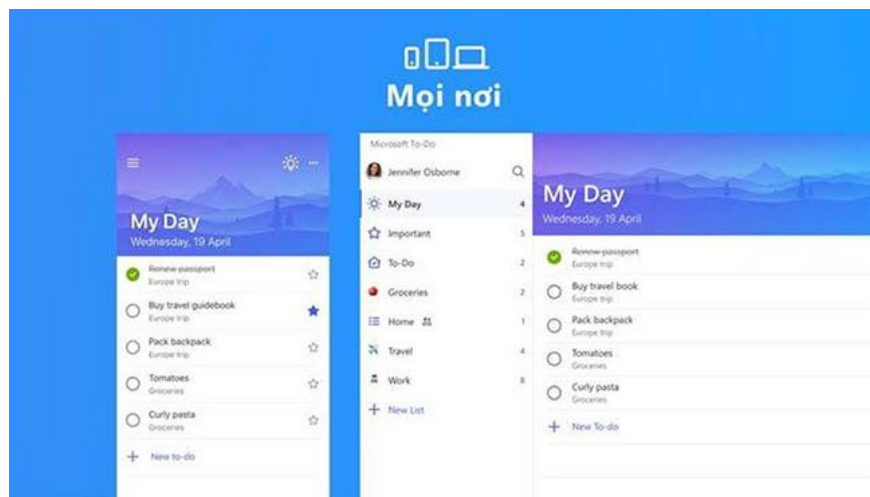 Mọi nơi
My Day
Wednesday, 19 April
Renew passport
Europe trip
Buy travel guidebook
Europe trip
Pack backpack
Europe trip
Tomatoes
Groceries
Curly pasta
Groceries
New to-do
Microsoft To-Do
Jennifer Osborne
My Day 4
Important 5
To-Do 2
Groceries 2
Home 1
Travel 4
Work 8
New List
My Day
Wednesday, 19 April
Renew passport
Europe trip
Buy travel book
Europe trip
Pack backpack
Europe trip
Tomatoes
Groceries
Curly pasta
Groceries
New To-do